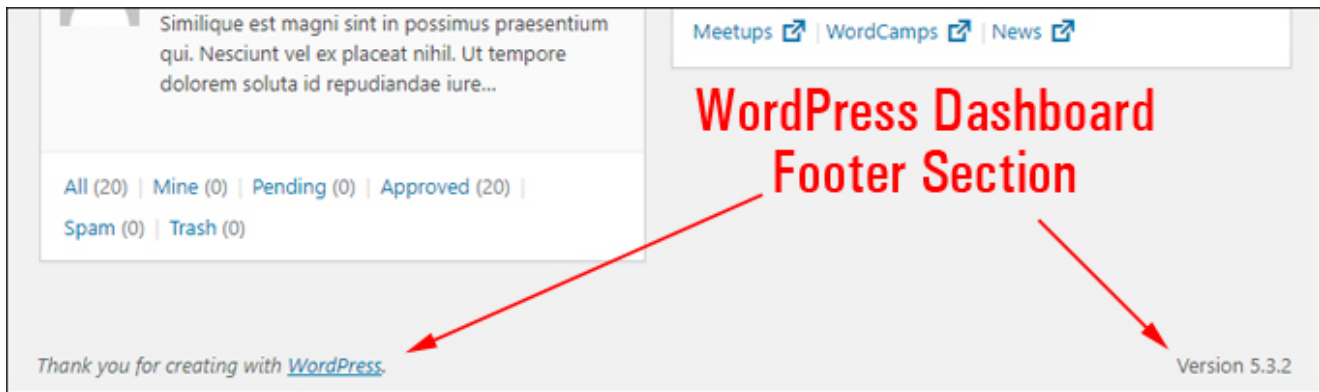 Similique est magni sint in possimus praesentium
qui. Nesciunt vel ex placeat nihil. Ut tempore
dolorem soluta id repudiandae iure...
All (20) | Mine (0) | Pending (0) | Approved (20) |
Spam (0) | Trash (0)
Meetups | WordCamps | News
WordPress Dashboard
Footer Section
Thank you for creating with WordPress.
Version 5.3.2